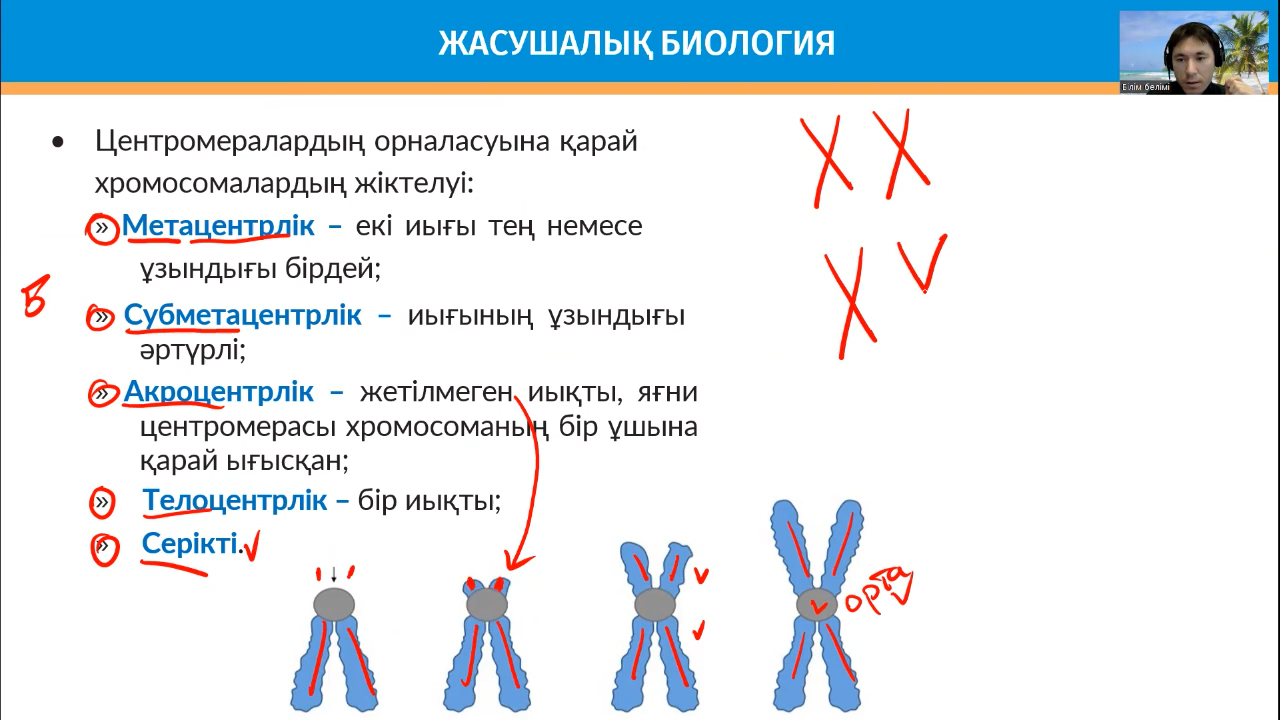 ЖАСУШАЛЫҚ БИОЛОГИЯ
Білім бөлімі
• Центромералардың орналасуына қарай
хромосомалардың жіктелуі:
» Метацентрлік – екі иығы тең немесе
ұзындығы бірдей;
5
» Субметацентрлік – иығының ұзындығы
әртүрлі;
» Акроцентрлік – жетілмеген иықты, яғни
центромерасы хромосоманың бір ұшына
қарай ығысқан;
» Телоцентрлік – бір иықты;
» Серікті.
орта